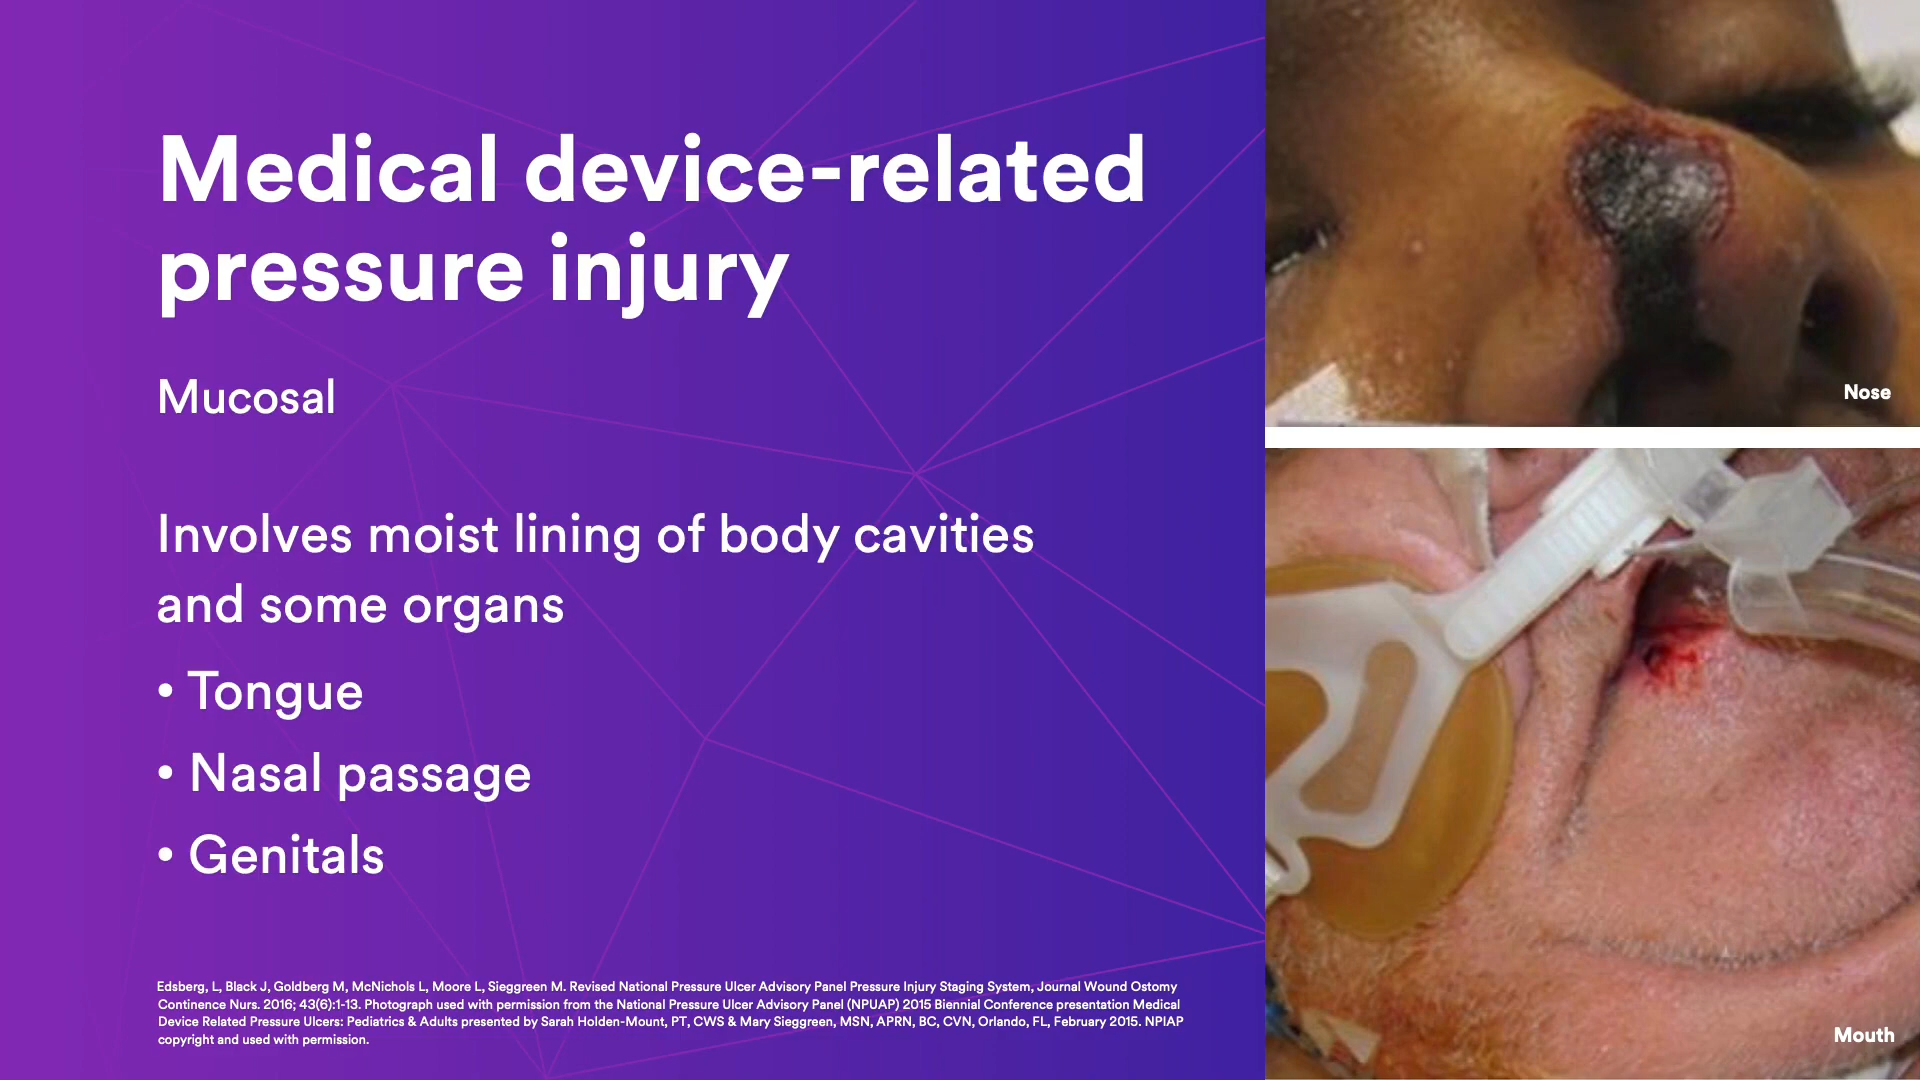 Medical device-related
pressure injury
Mucosal
Involves moist lining of body cavities
and some organs
• Tongue
• Nasal passage
• Genitals
Edsberg, L, Black J, Goldberg M, McNichols L, Moore L, Sieggreen M. Revised National Pressure Ulcer Advisory Panel Pressure Injury Staging System, Journal Wound Ostomy
Continence Nurs. 2016; 43(6):1-13. Photograph used with permission from the National Pressure Ulcer Advisory Panel (NPUAP) 2015 Biennial Conference presentation Medical
Device Related Pressure Ulcers: Pediatrics & Adults presented by Sarah Holden-Mount, PT, CWS & Mary Sieggreen, MSN, APRN, BC, CVN, Orlando, FL, February 2015. NPIAP
copyright and used with permission.
Nose
Mouth